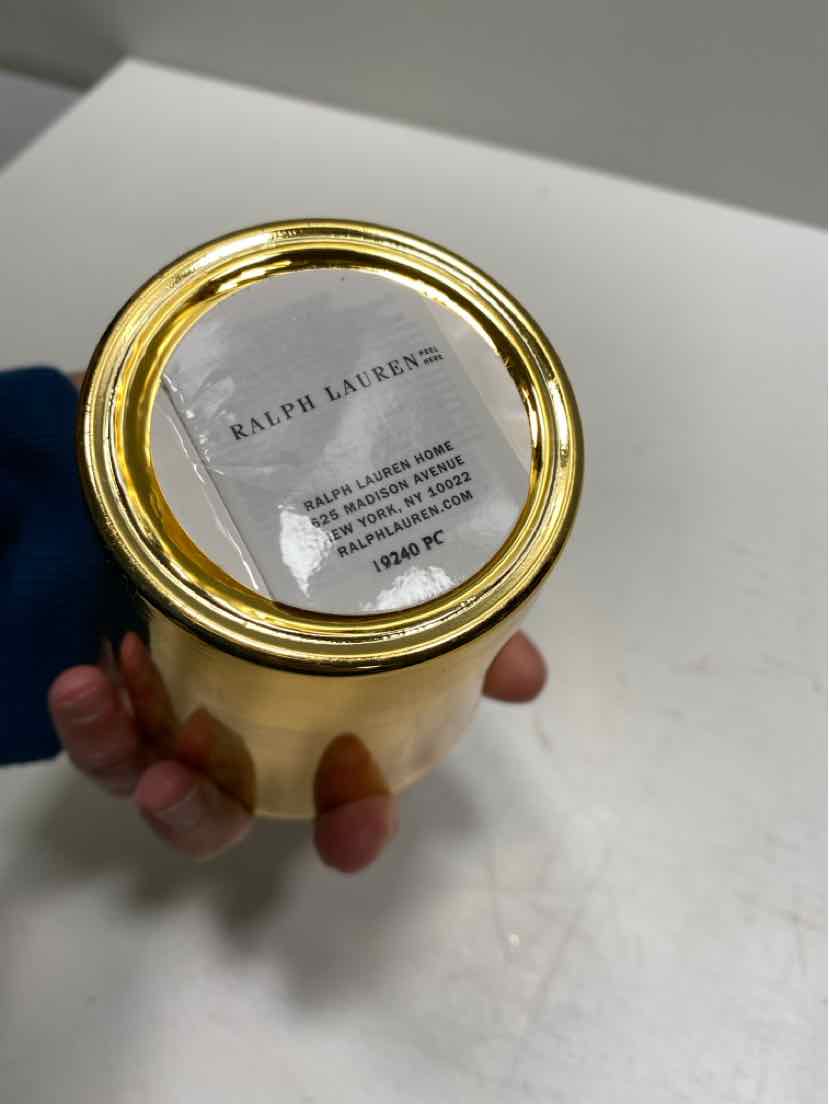 RALPH LAUREN PEEL
HERE
RALPH LAUREN HOME
625 MADISON AVENUE
NEW YORK, NY 10022
RALPHLAUREN.COM
19240 PC